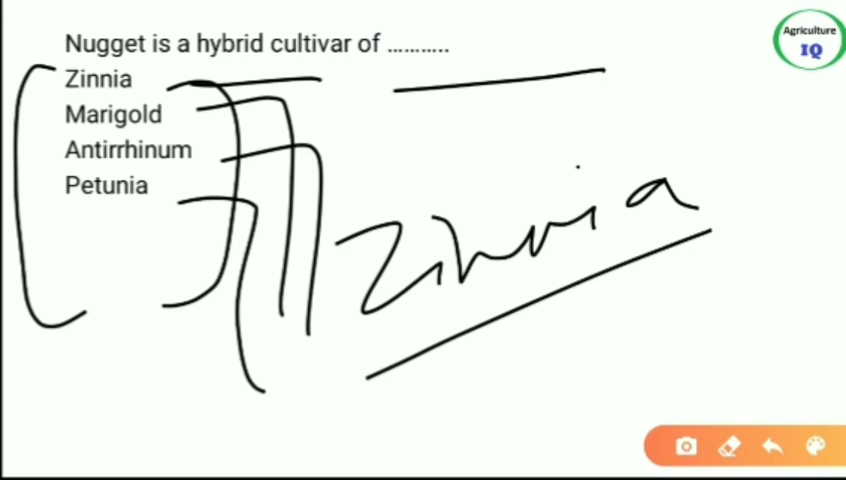 Nugget is a hybrid cultivar of ...........
Zinnia
Marigold
Antirrhinum
Petunia
Zinnia
Agriculture
IQ